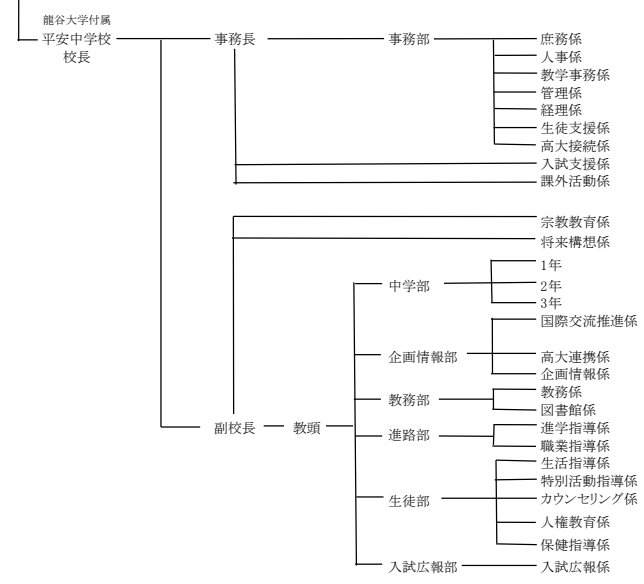 龍谷大学付属
平安中学校
校長
事務長
事務部
庶務係
人事係
教学事務係
管理係
経理係
生徒支援係
高大接続係
入試支援係
課外活動係
宗教教育係
将来構想係
副校長
教頭
中学部
1年
2年
3年
企画情報部
国際交流推進係
高大連携係
企画情報係
教務部
教務係
図書館係
進路部
進学指導係
職業指導係
生徒部
生活指導係
特別活動指導係
カウンセリング係
人権教育係
保健指導係
入試広報部
入試広報係